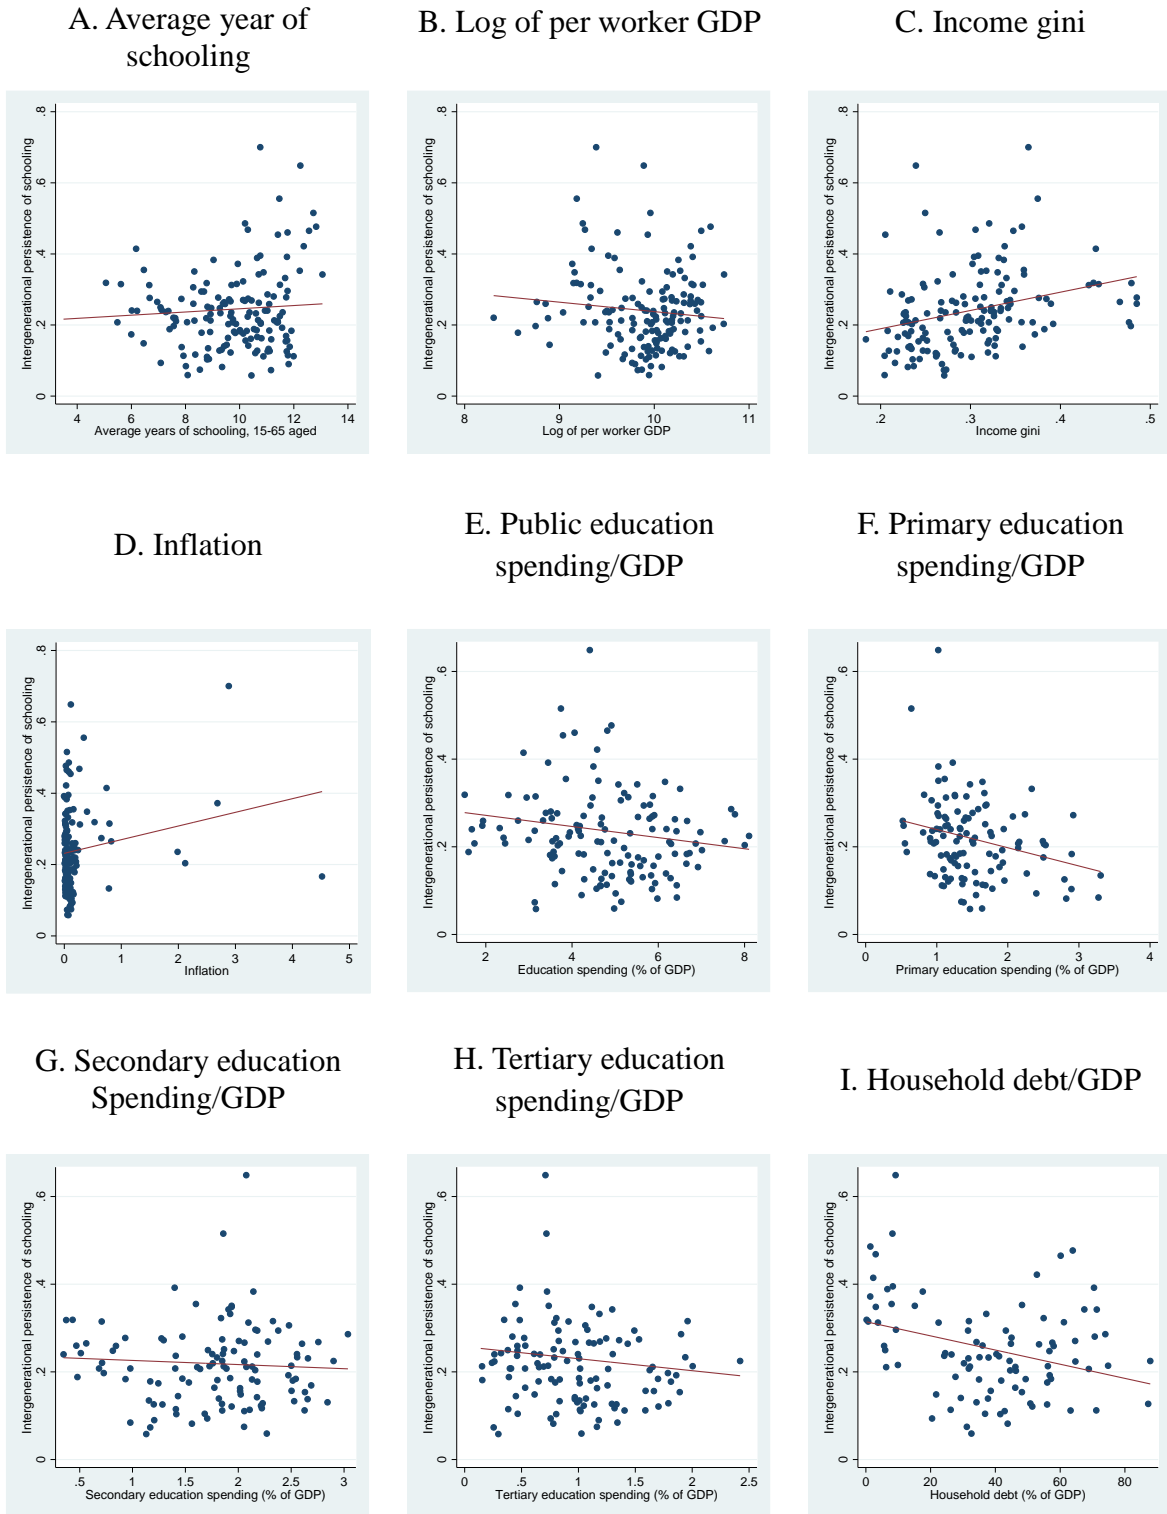 A. Average year of
schooling
B. Log of per worker GDP
C. Income gini
Intergenerational persistence of schooling
0 .2 .4 .6 .8
4 6 8 10 12 14
Average years of schooling, 15-65 aged
Intergenerational persistence of schooling
0 .2 .4 .6 .8
8 9 10 11
Log of per worker GDP
Intergenerational persistence of schooling
0 .2 .4 .6 .8
.2 .3 .4 .5
Income gini
D. Inflation
E. Public education
spending/GDP
F. Primary education
spending/GDP
Intergenerational persistence of schooling
0 .2 .4 .6 .8
0 1 2 3 4 5
Inflation
Intergenerational persistence of schooling
0 .2 .4 .6
2 4 6 8
Education spending (% of GDP)
Intergenerational persistence of schooling
0 .2 .4 .6
0 1 2 3 4
Primary education spending (% of GDP)
G. Secondary education
Spending/GDP
H. Tertiary education
spending/GDP
I. Household debt/GDP
Intergenerational persistence of schooling
0 .2 .4 .6
.5 1 1.5 2 2.5 3
Secondary education spending (% of GDP)
Intergenerational persistence of schooling
0 .2 .4 .6
0 .5 1 1.5 2 2.5
Tertiary education spending (% of GDP)
Intergenerational persistence of schooling
0 .2 .4 .6
0 20 40 60 80
Household debt (% of GDP)